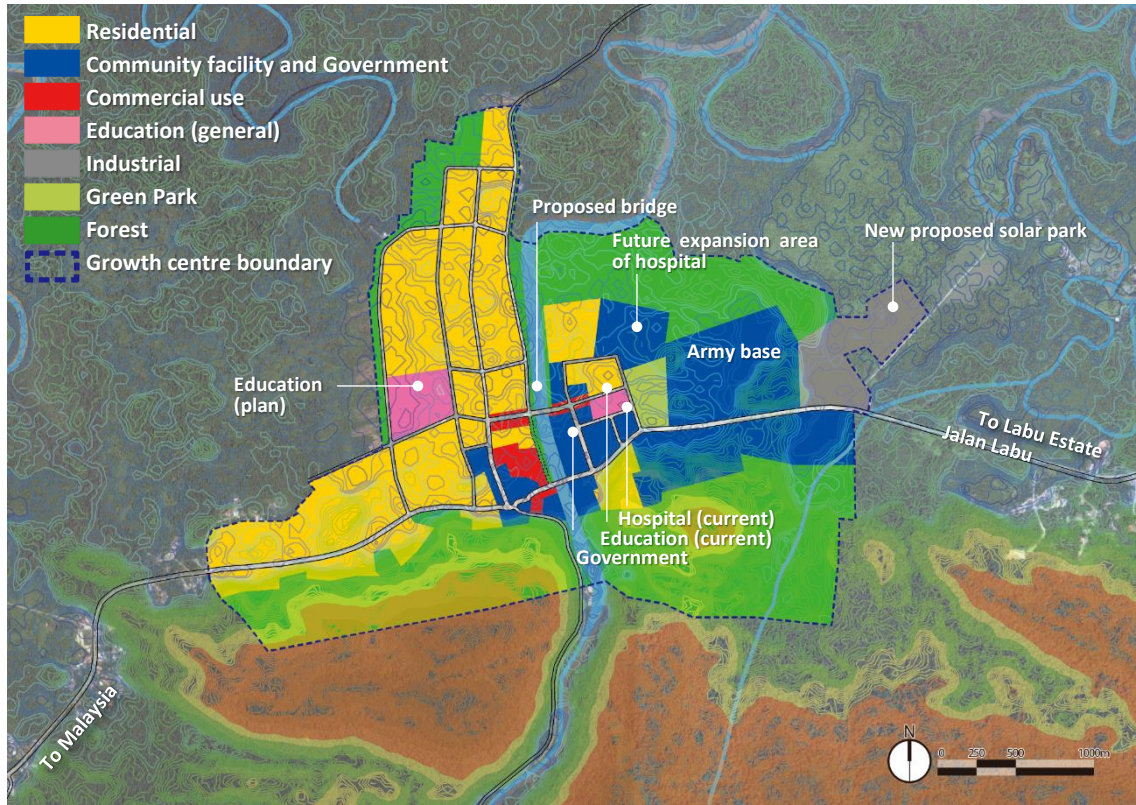 Residential
Community facility and Government
Commercial use
Education (general)
Industrial
Green Park
Forest
Growth centre boundary
Proposed bridge
Future expansion area
of hospital
New proposed solar park
Army base
Education
(plan)
To Labu Estate
Jalan Labu
Hospital (current)
Education (current)
Government
To Malaysia
N
0 250 500 1000m